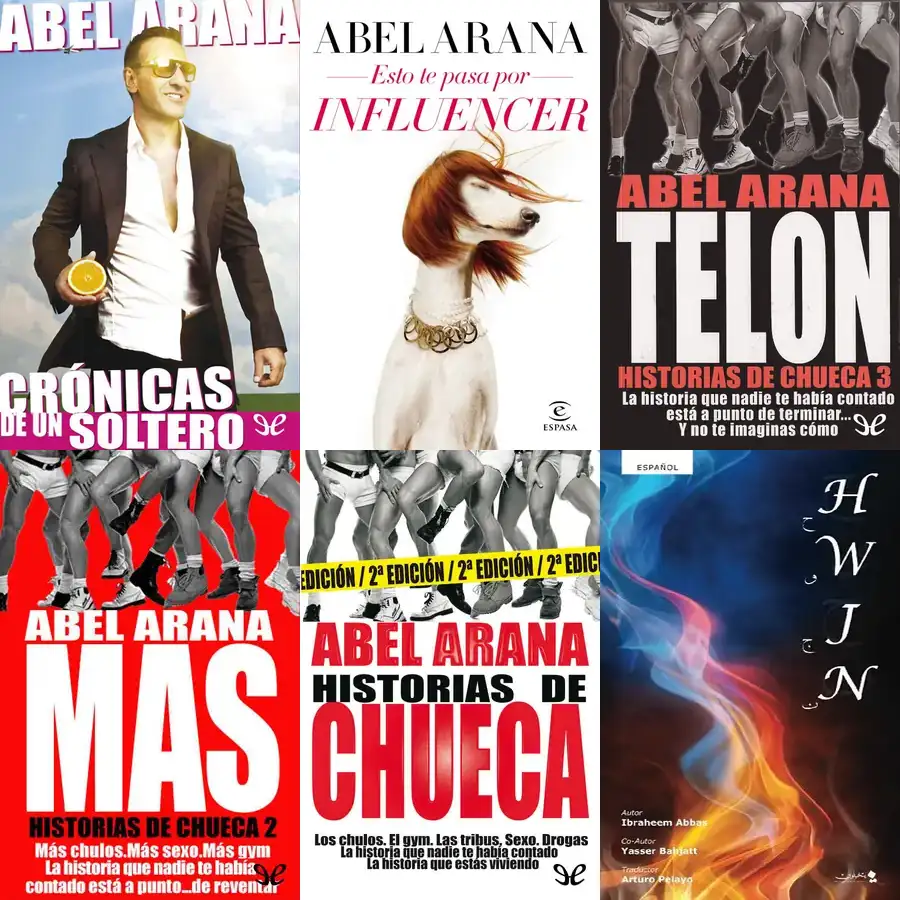 ABEL ARANA
CRÓNICAS
DE UN SOLTERO
ABEL ARANA
Esto te pasa por
INFLUENCER
e
ESPASA
ABEL ARANA
TELON
HISTORIAS DE CHUECA 3
La historia que nadie te había contado
está a punto de terminar...
Y no te imaginas cómo
ABEL ARANA
MAS
HISTORIAS DE CHUECA 2
Más chulos.Más sexo.Más gym
La historia que nadie te había
contado está a punto...de reventar
EDICIÓN / 2ª EDICIÓN / 2ª EDICIÓN / 2ª EDICI
ABEL ARANA
HISTORIAS DE
CHUECA
Los chulos. El gym. Las tribus, Sexo. Drogas
La historia que nadie te había contado
La historia que estás viviendo
ESPAÑOL
H
ح
W
و
J
ج
N
ن
Autor
Ibraheem Abbas
Co-Autor
Yasser Bahjatt
Traductor
Arturo Pelayo